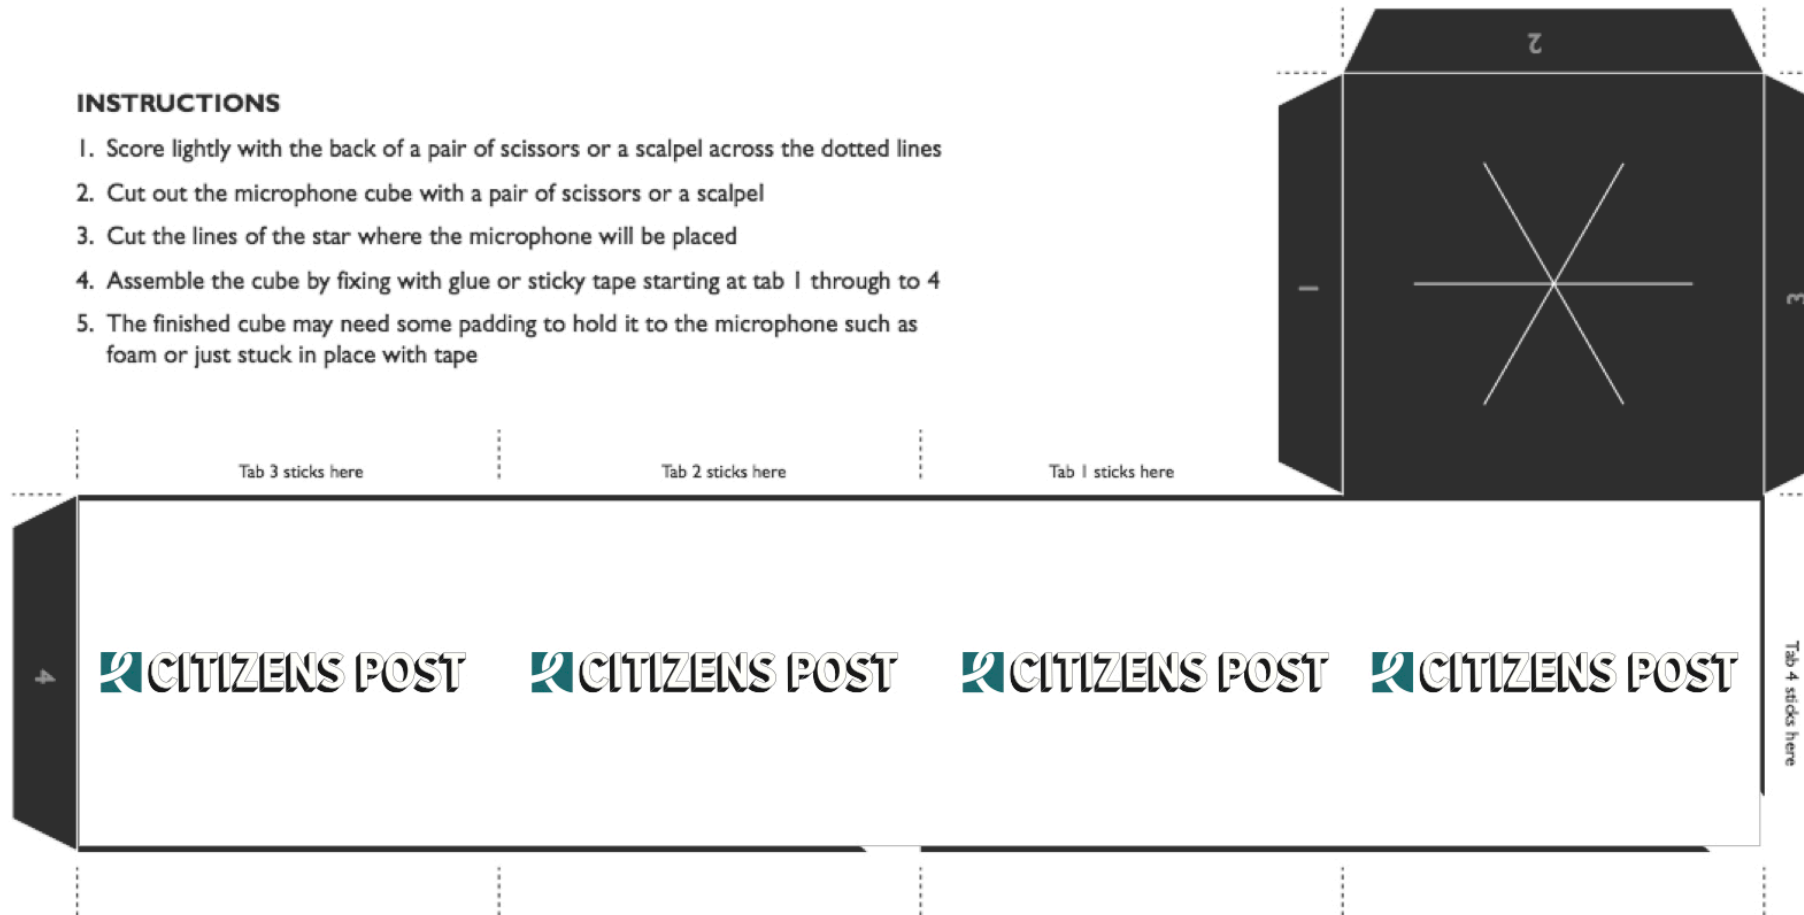 2
INSTRUCTIONS
1. Score lightly with the back of a pair of scissors or a scalpel across the dotted lines
2. Cut out the microphone cube with a pair of scissors or a scalpel
3. Cut the lines of the star where the microphone will be placed
4. Assemble the cube by fixing with glue or sticky tape starting at tab 1 through to 4
5. The finished cube may need some padding to hold it to the microphone such as
foam or just stuck in place with tape
1
3
Tab 3 sticks here
Tab 2 sticks here
Tab 1 sticks here
4
CITIZENS POST
CITIZENS POST
CITIZENS POST
CITIZENS POST
Tab 4 sticks here